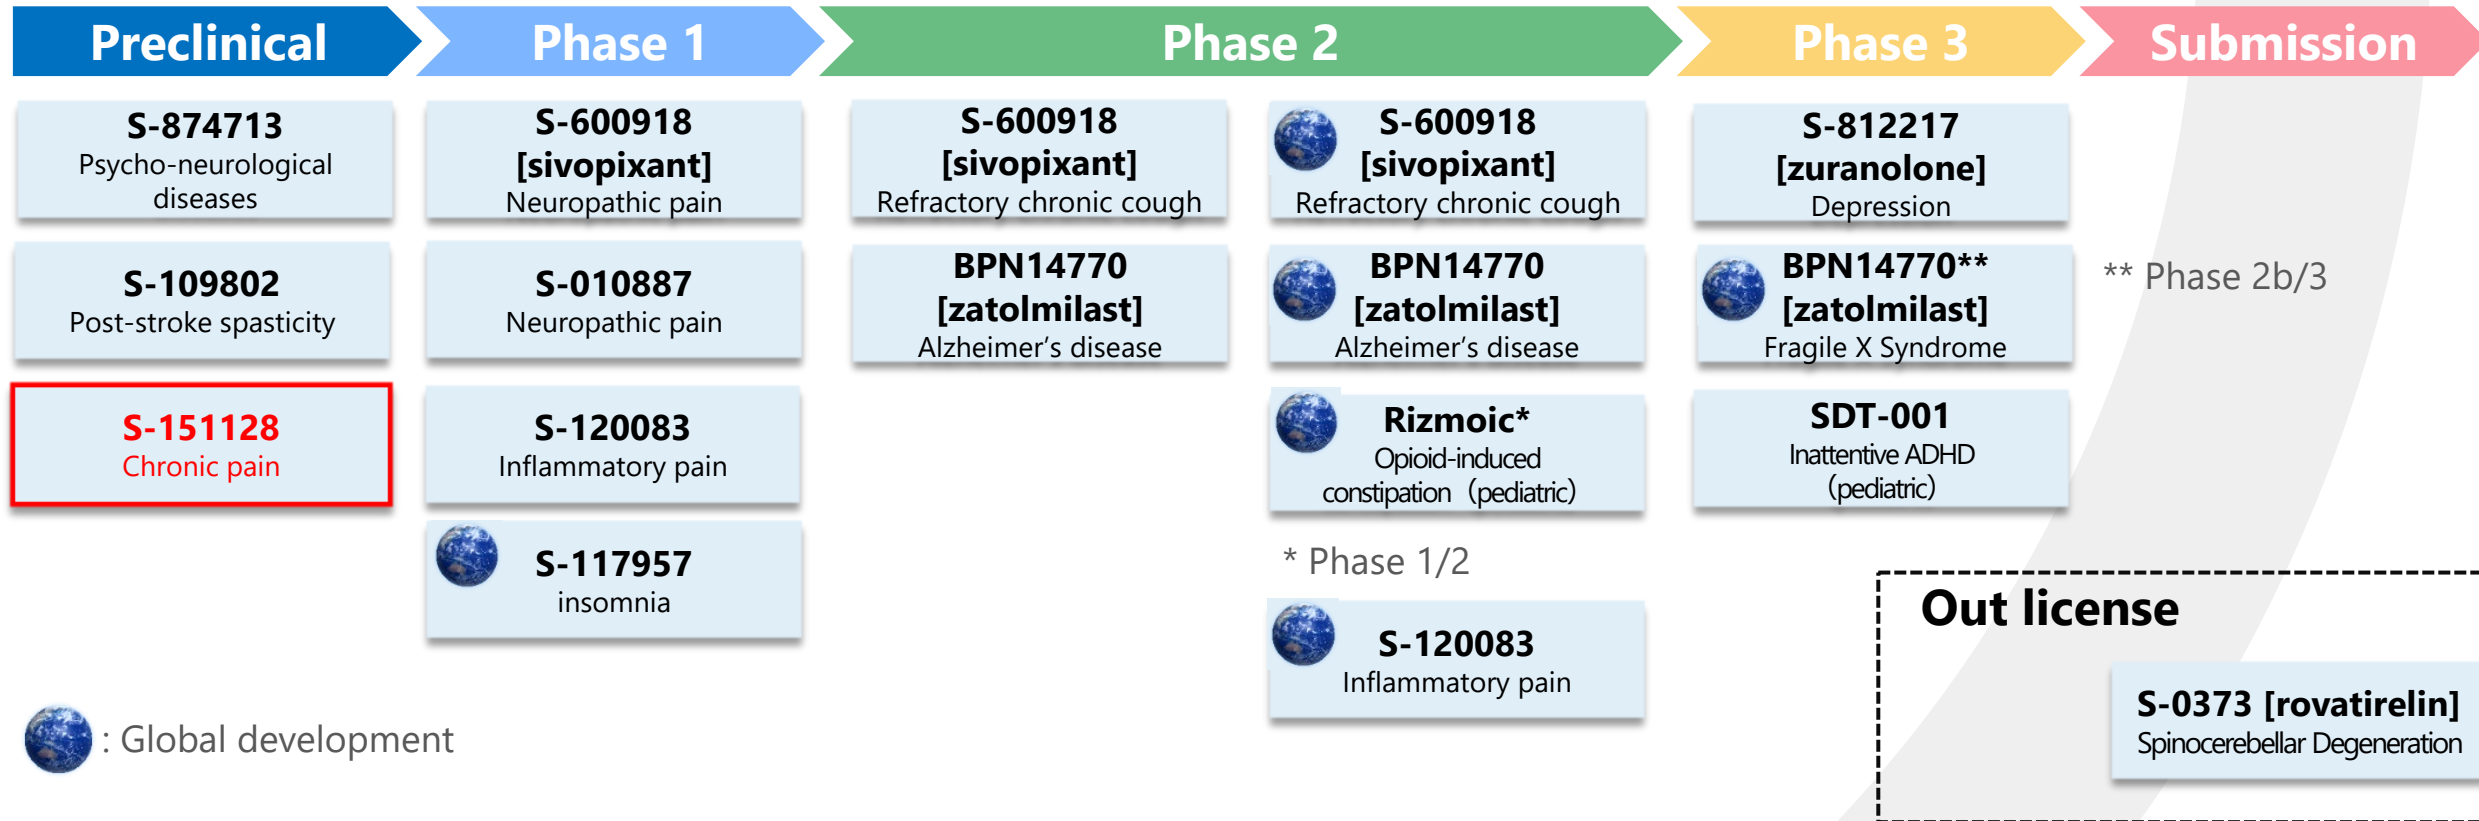 Preclinical
Phase 1
Phase 2
Phase 3
Submission
S-874713
Psycho-neurological
diseases
S-109802
Post-stroke spasticity
S-151128
Chronic pain
S-600918
[sivopixant]
Neuropathic pain
S-010887
Neuropathic pain
S-120083
Inflammatory pain
S-117957
insomnia
S-600918
[sivopixant]
Refractory chronic cough
BPN14770
[zatolmilast]
Alzheimer’s disease
S-600918
[sivopixant]
Refractory chronic cough
BPN14770
[zatolmilast]
Alzheimer’s disease
Rizmoic*
Opioid-induced
constipation（pediatric）
* Phase 1/2
S-120083
Inflammatory pain
S-812217
[zuranolone]
Depression
BPN14770**
[zatolmilast]
Fragile X Syndrome
SDT-001
Inattentive ADHD
（pediatric）
** Phase 2b/3
Out license
S-0373 [rovatirelin]
Spinocerebellar Degeneration
: Global development